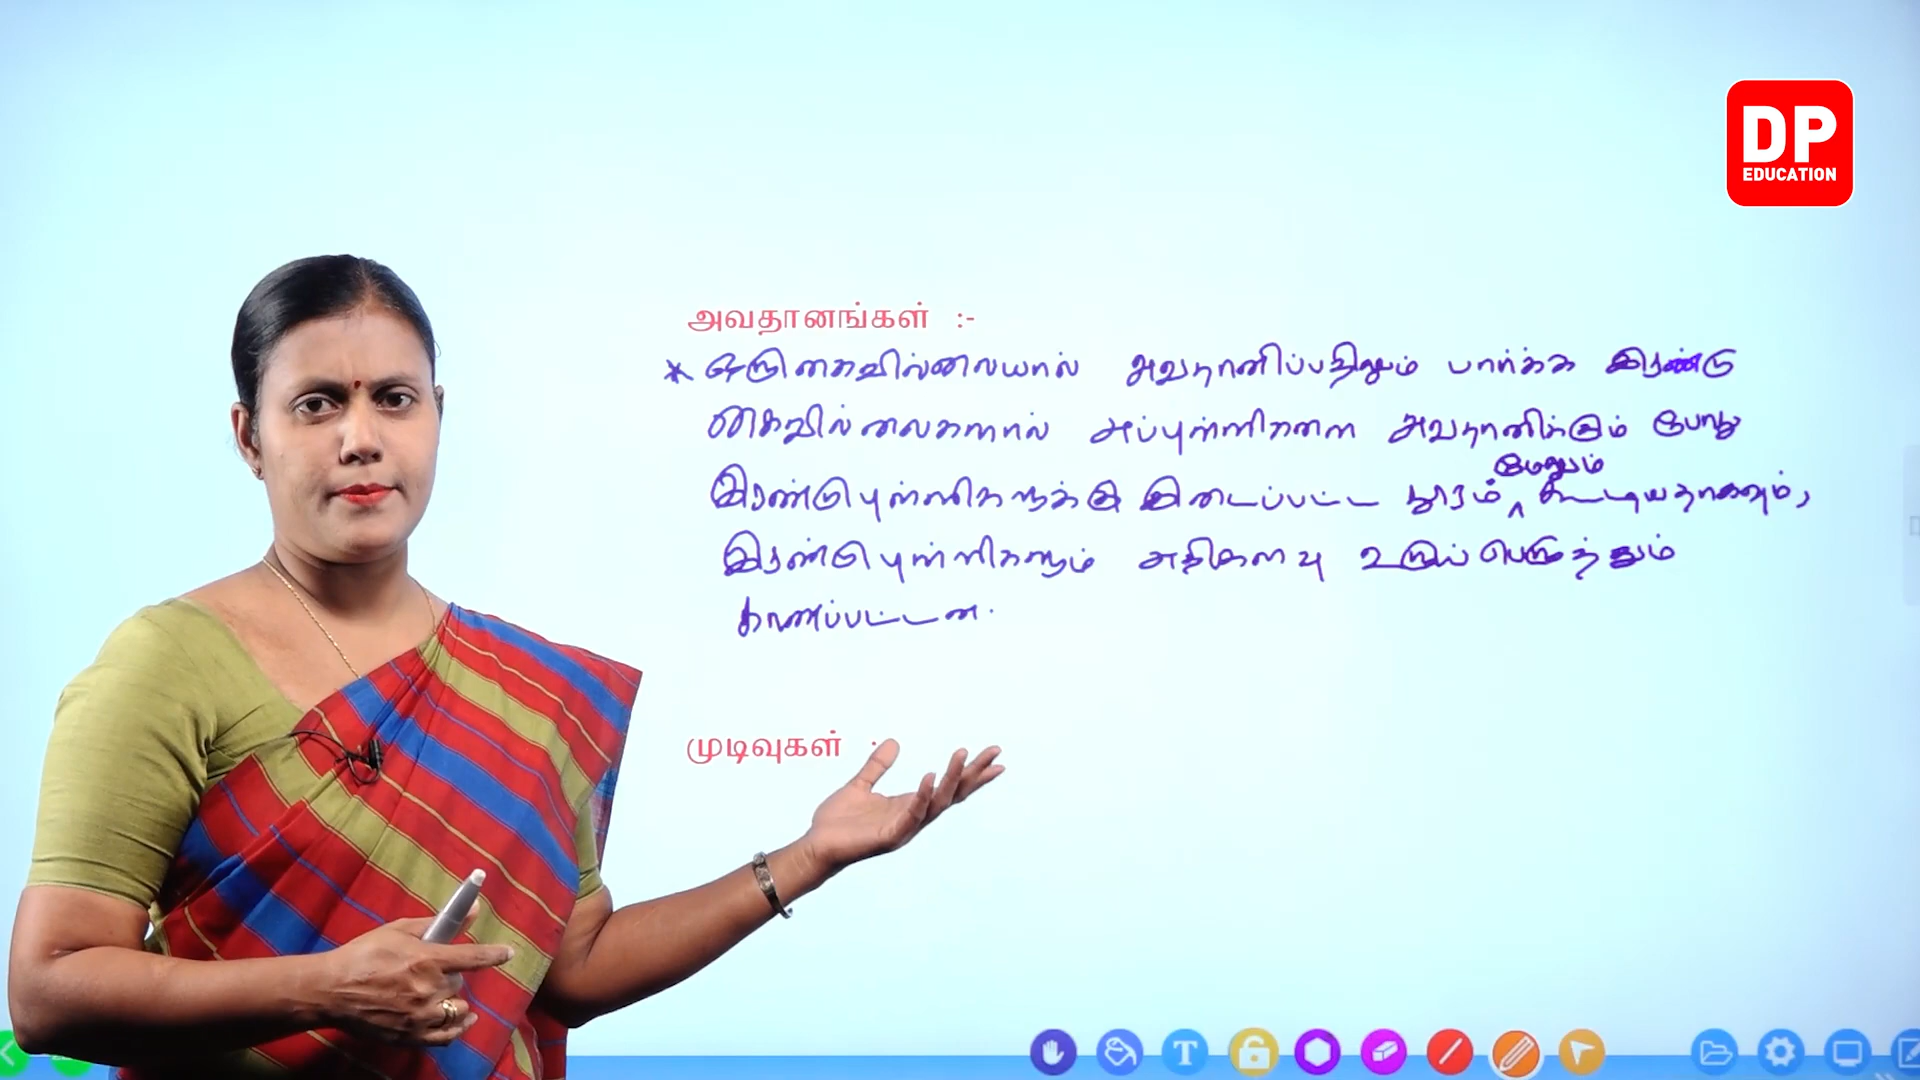 DP
EDUCATION
அவதானங்கள் :-
* ஒரு கைவில்லையால் அவதானிப்பதிலும் பார்க்க இரண்டு
கைவில்லைகளால் அப்புள்ளிகளை அவதானிக்கும் போது
மேலும்
இரண்டு புள்ளிகளுக்கு இடைப்பட்ட தூரம் ^ கூடியதாகவும்,
இரண்டு புள்ளிகளும் அதிகளவு உருப்பெருத்தும்
காணப்பட்டன.
முடிவுகள்